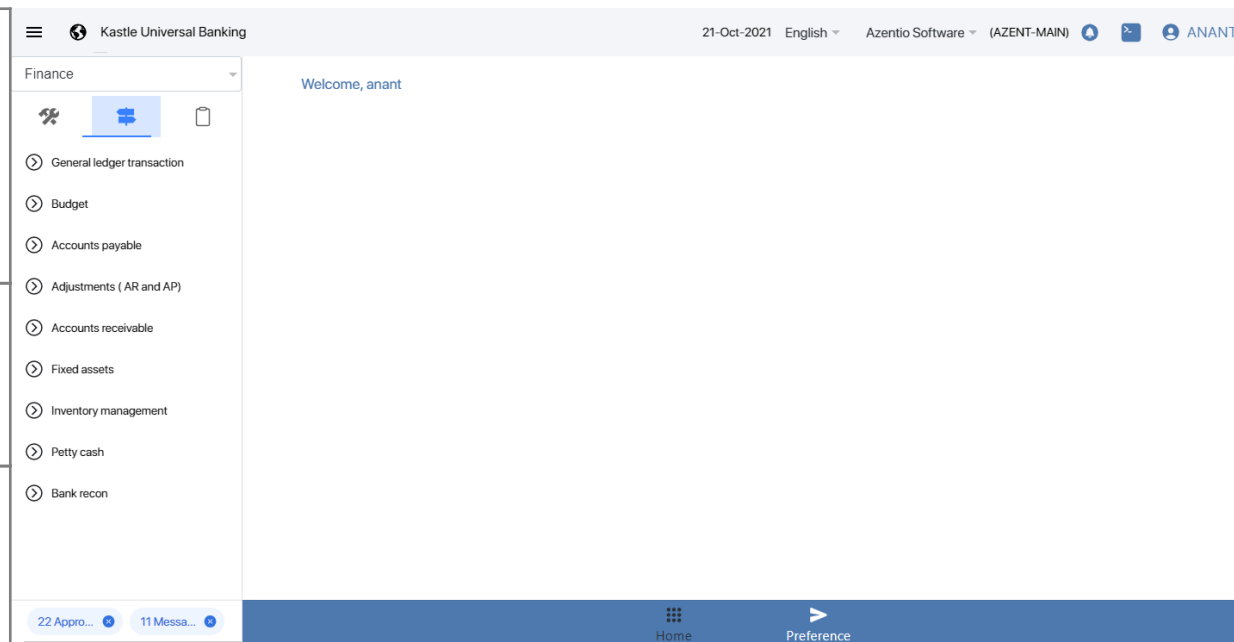 Kastle Universal Banking
21-Oct-2021 English Azentio Software (AZENT-MAIN) ANANT
Finance
Welcome, anant
General ledger transaction
Budget
Accounts payable
Adjustments ( AR and AP)
Accounts receivable
Fixed assets
Inventory management
Petty cash
Bank recon
22 Appro... 11 Messa...
Home Preference